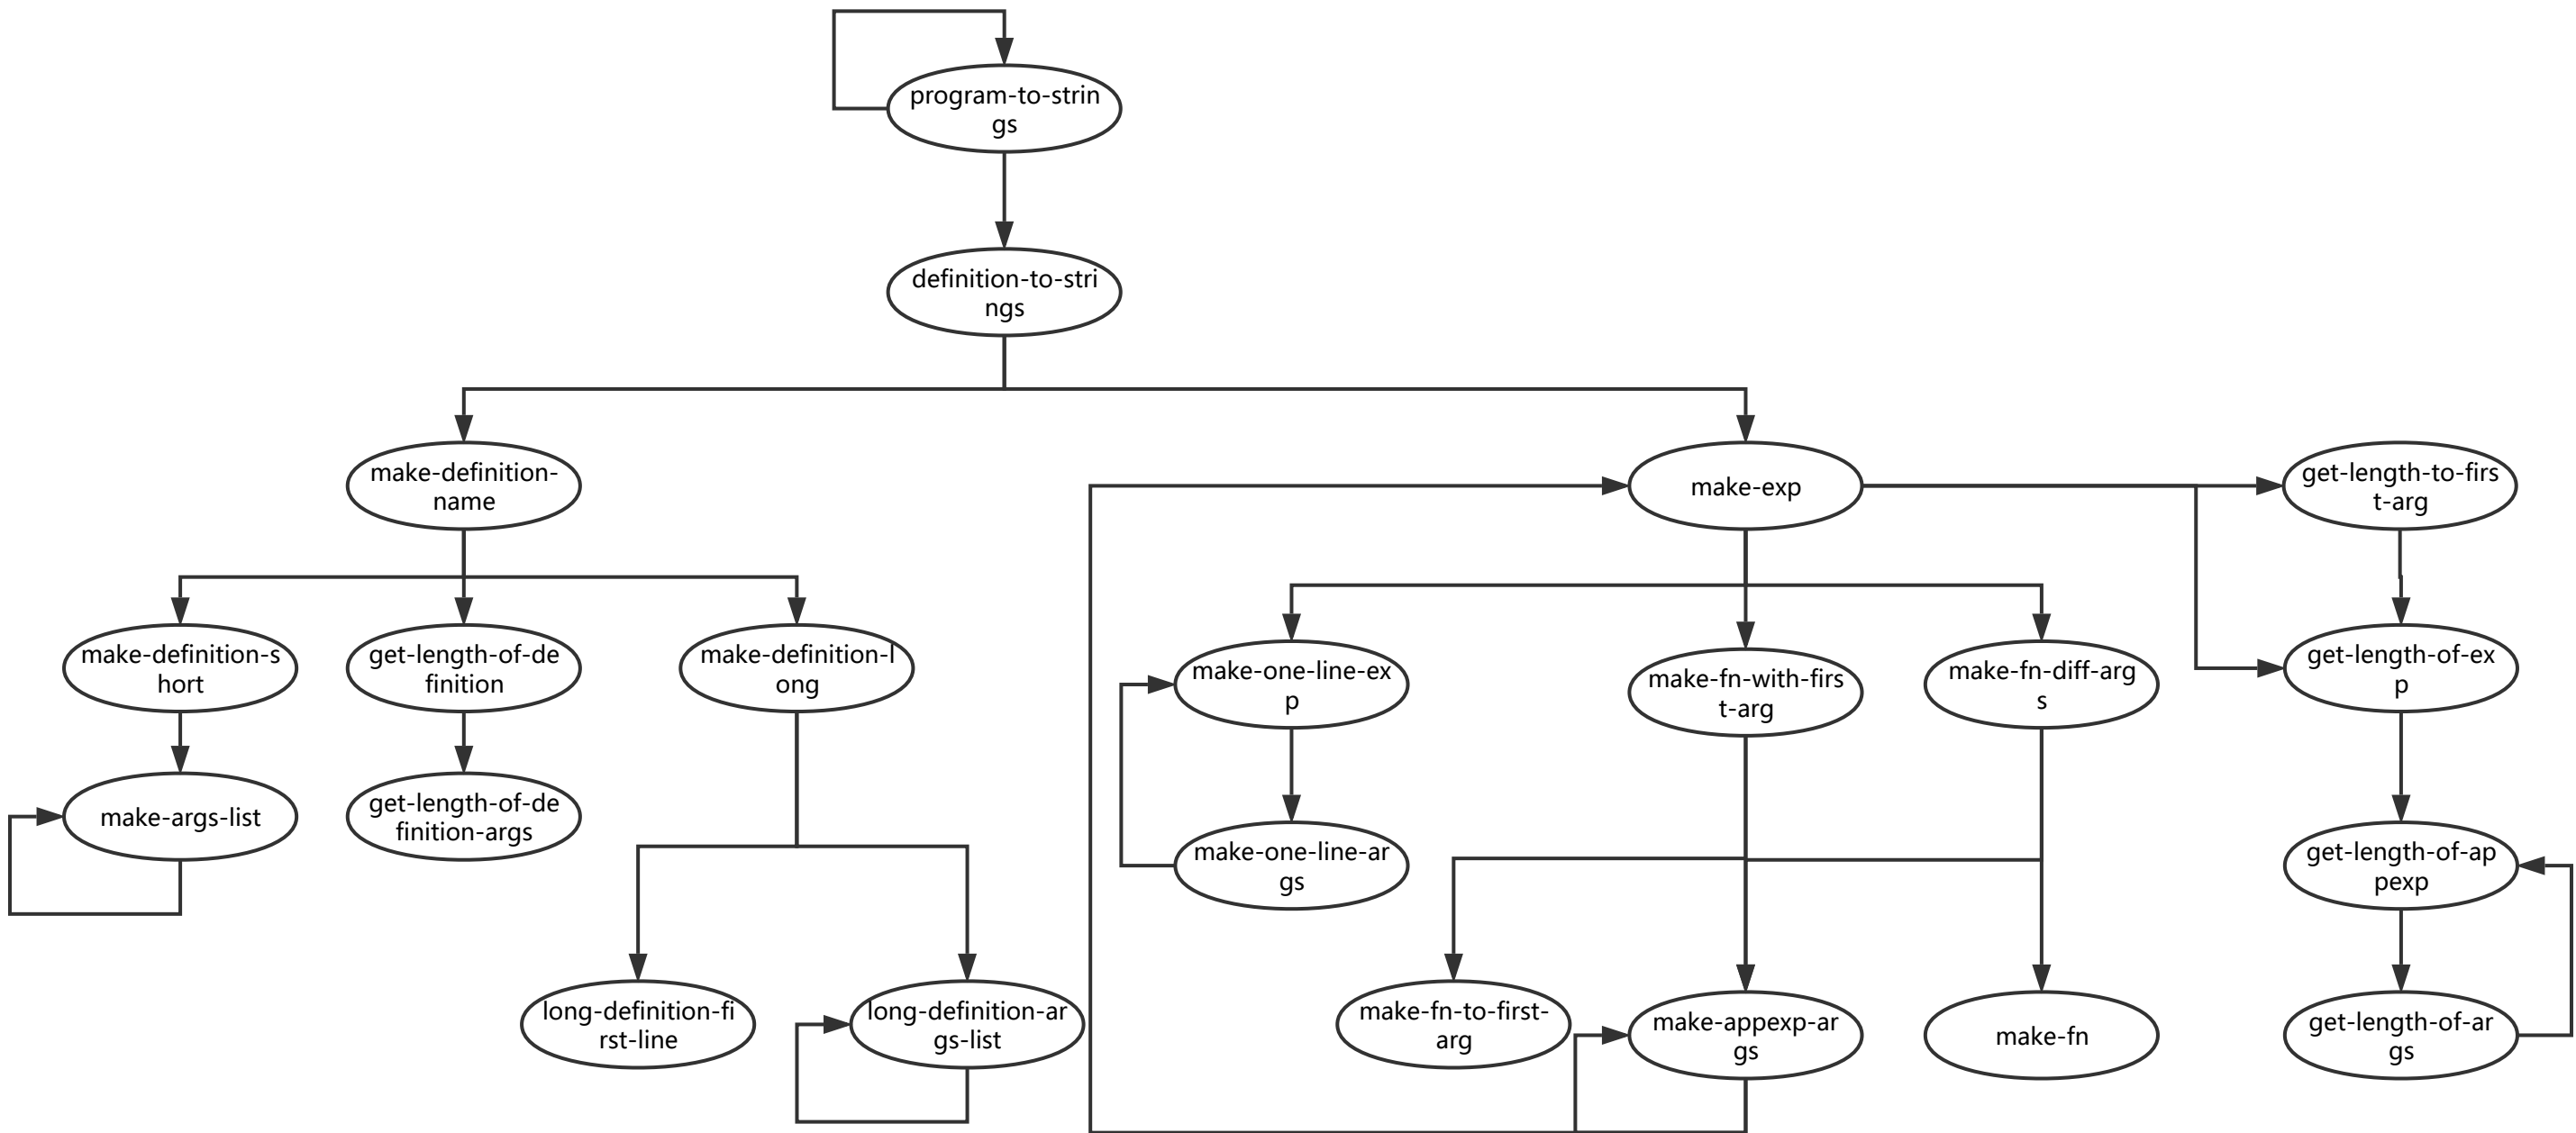 program-to-strin
gs
definition-to-stri
ngs
make-definition-
name
make-exp
get-length-to-firs
t-arg
make-definition-s
hort
get-length-of-de
finition
make-definition-l
ong
make-one-line-ex
p
make-fn-with-firs
t-arg
make-fn-diff-arg
s
get-length-of-ex
p
make-args-list
get-length-of-de
finition-args
make-one-line-ar
gs
get-length-of-ap
pexp
long-definition-fi
rst-line
long-definition-ar
gs-list
make-fn-to-first-
arg
make-appexp-ar
gs
make-fn
get-length-of-ar
gs